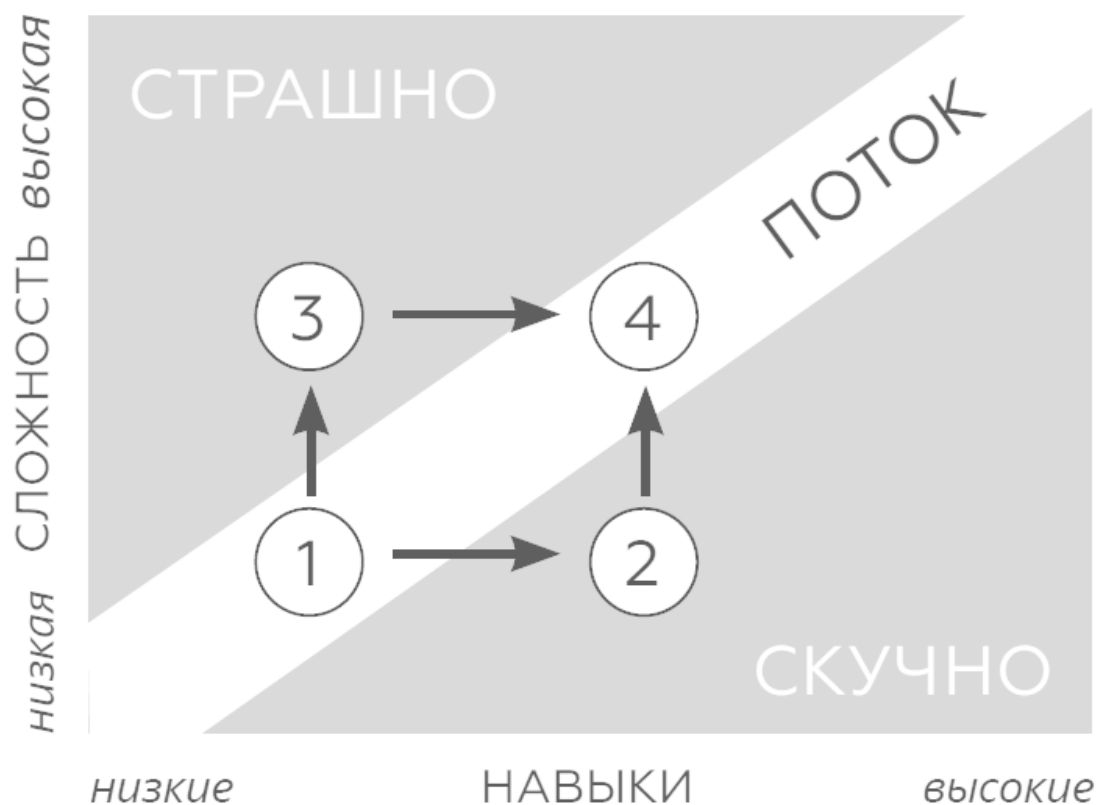 СТРАШНО
ПОТОК
3
4
1
2
СКУЧНО
низкая СЛОЖНОСТЬ высокая
низкие НАВЫКИ высокие